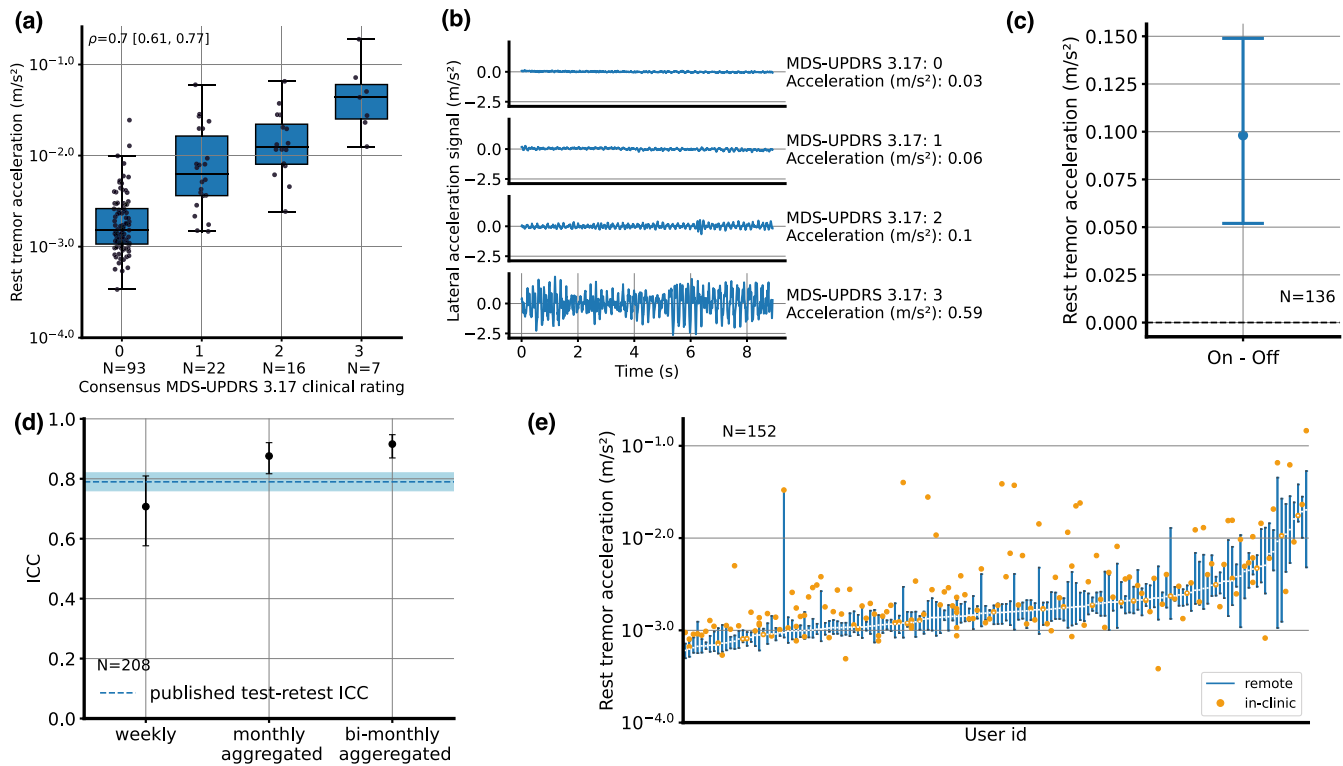 (a)
ρ=0.7 [0.61, 0.77]
Rest tremor acceleration (m/s²)
10^−1.0
10^−2.0
10^−3.0
10^−4.0
0 1 2 3
N=93 N=22 N=16 N=7
Consensus MDS-UPDRS 3.17 clinical rating
(b)
Lateral acceleration signal (m/s²)
0.0
−2.5
MDS-UPDRS 3.17: 0
Acceleration (m/s²): 0.03
0.0
−2.5
MDS-UPDRS 3.17: 1
Acceleration (m/s²): 0.06
0.0
−2.5
MDS-UPDRS 3.17: 2
Acceleration (m/s²): 0.1
0.0
−2.5
MDS-UPDRS 3.17: 3
Acceleration (m/s²): 0.59
0 2 4 6 8
Time (s)
(c)
Rest tremor acceleration (m/s²)
0.150
0.125
0.100
0.075
0.050
0.025
0.000
N=136
On - Off
(d)
ICC
1.0
0.8
0.6
0.4
0.2
0.0
N=208
published test-retest ICC
weekly monthly bi-monthly
aggregated aggeregated
(e)
N=152
Rest tremor acceleration (m/s²)
10^−1.0
10^−2.0
10^−3.0
10^−4.0
remote
in-clinic
User id